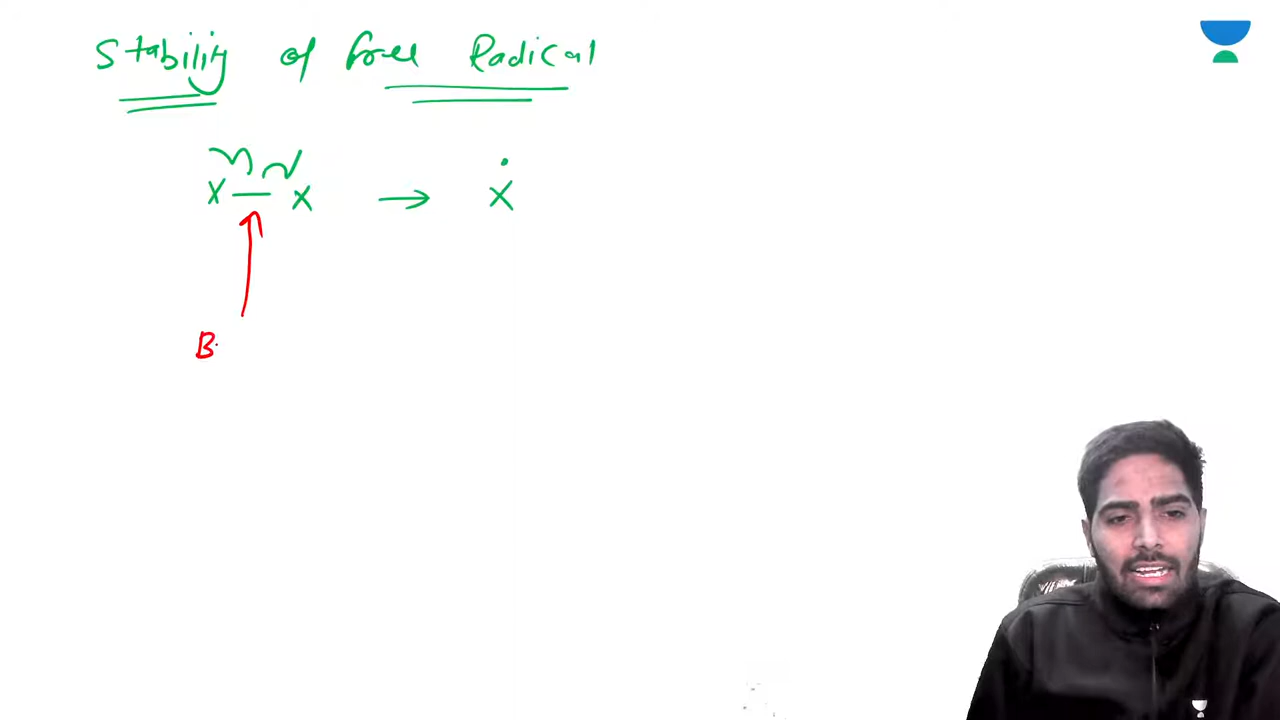 Stability of free Radical
X — X → Ẋ
B.